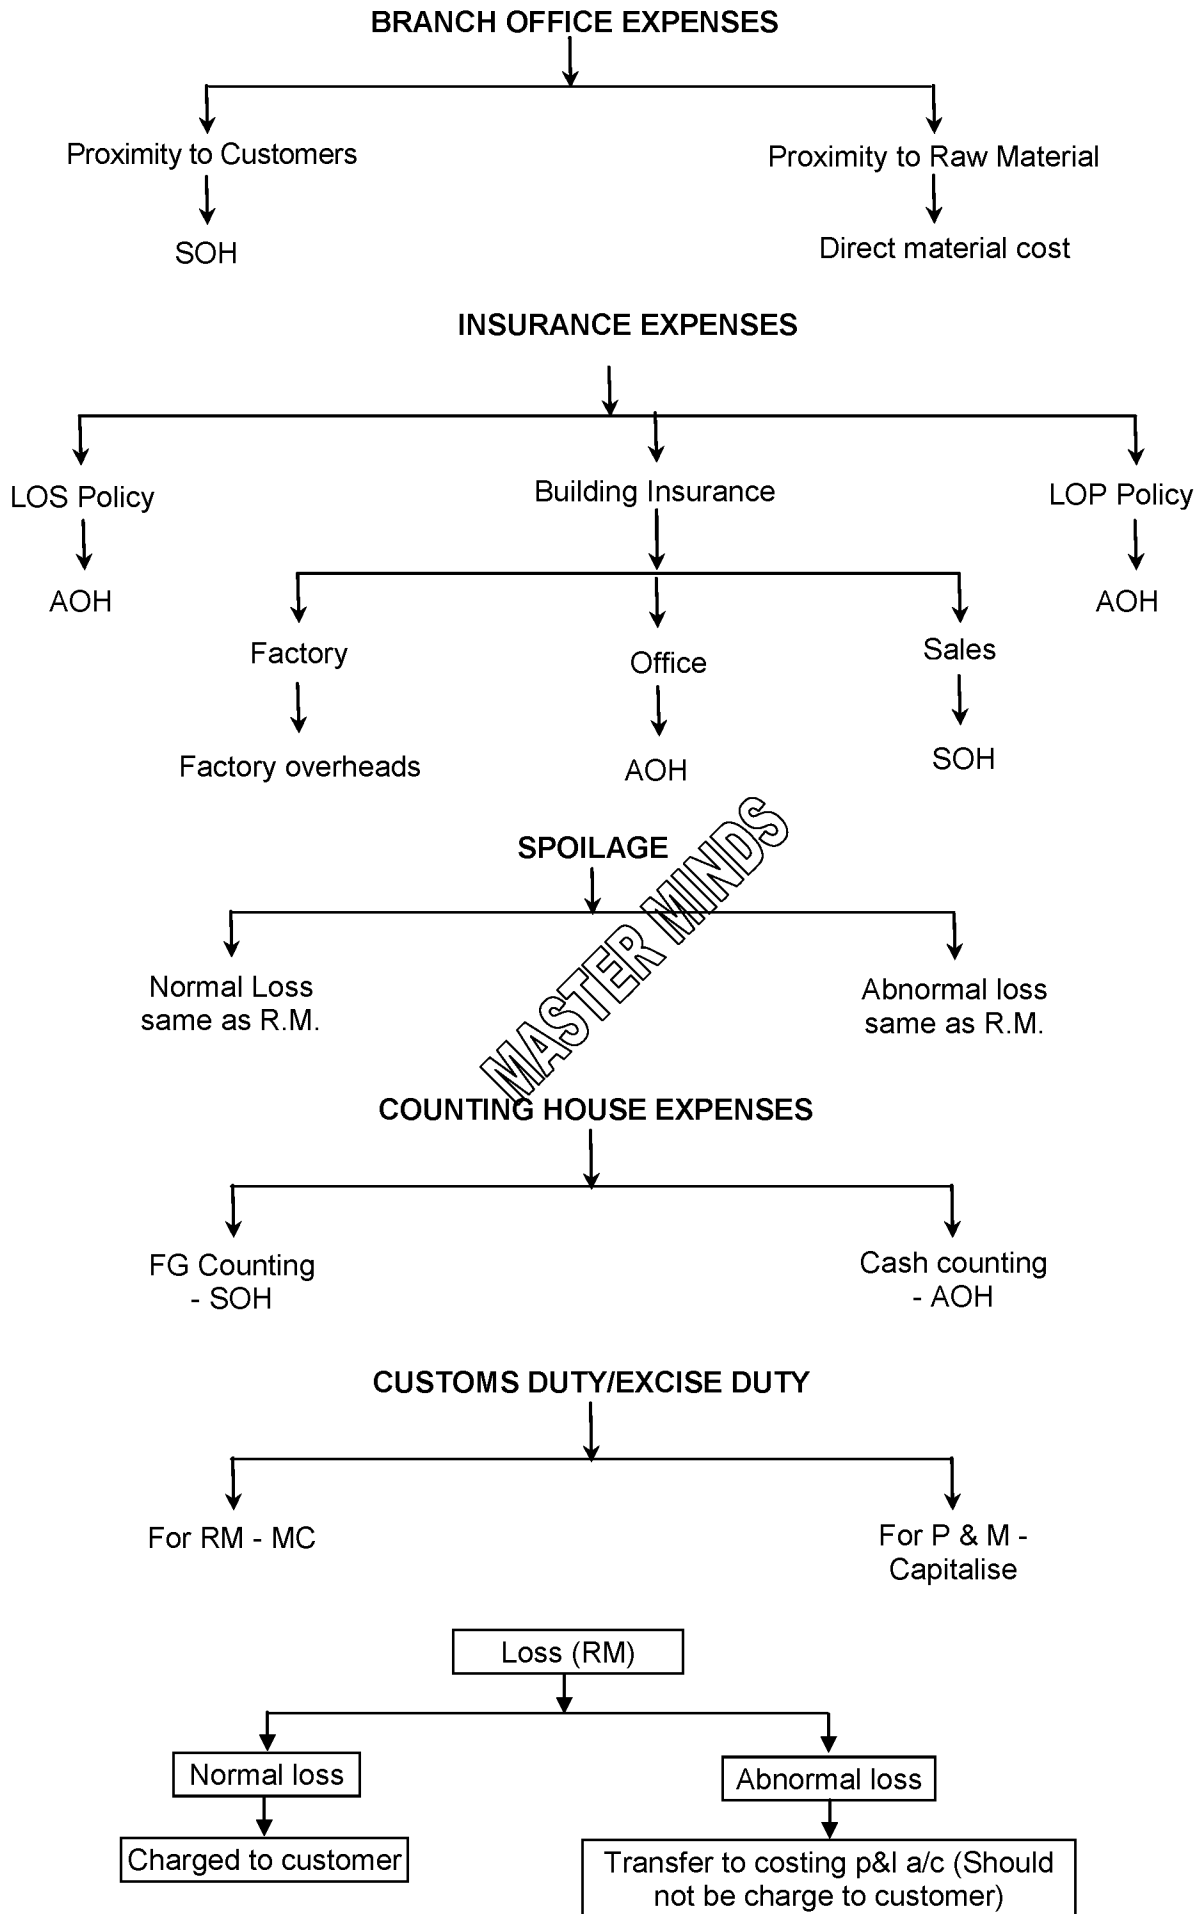 BRANCH OFFICE EXPENSES
Proximity to Customers
Proximity to Raw Material
SOH
Direct material cost
INSURANCE EXPENSES
LOS Policy
Building Insurance
LOP Policy
AOH
AOH
Factory
Office
Sales
Factory overheads
AOH
SOH
MASTER MINDS
SPOILAGE
Normal Loss
same as R.M.
Abnormal loss
same as R.M.
COUNTING HOUSE EXPENSES
FG Counting
- SOH
Cash counting
- AOH
CUSTOMS DUTY/EXCISE DUTY
For RM - MC
For P & M -
Capitalise
Loss (RM)
Normal loss
Abnormal loss
Charged to customer
Transfer to costing p&l a/c (Should
not be charge to customer)